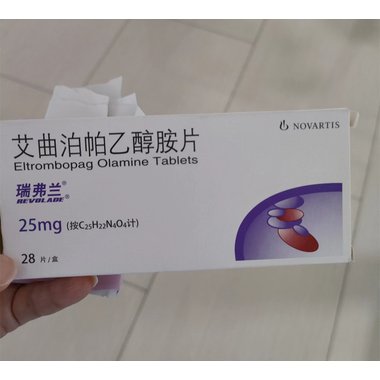 NOVARTIS
艾曲泊帕乙醇胺片
Eltrombopag Olamine Tablets
瑞弗兰®
REVOLADE®
25mg (按C₂₅H₂₂N₄O₄计)
28 片/盒